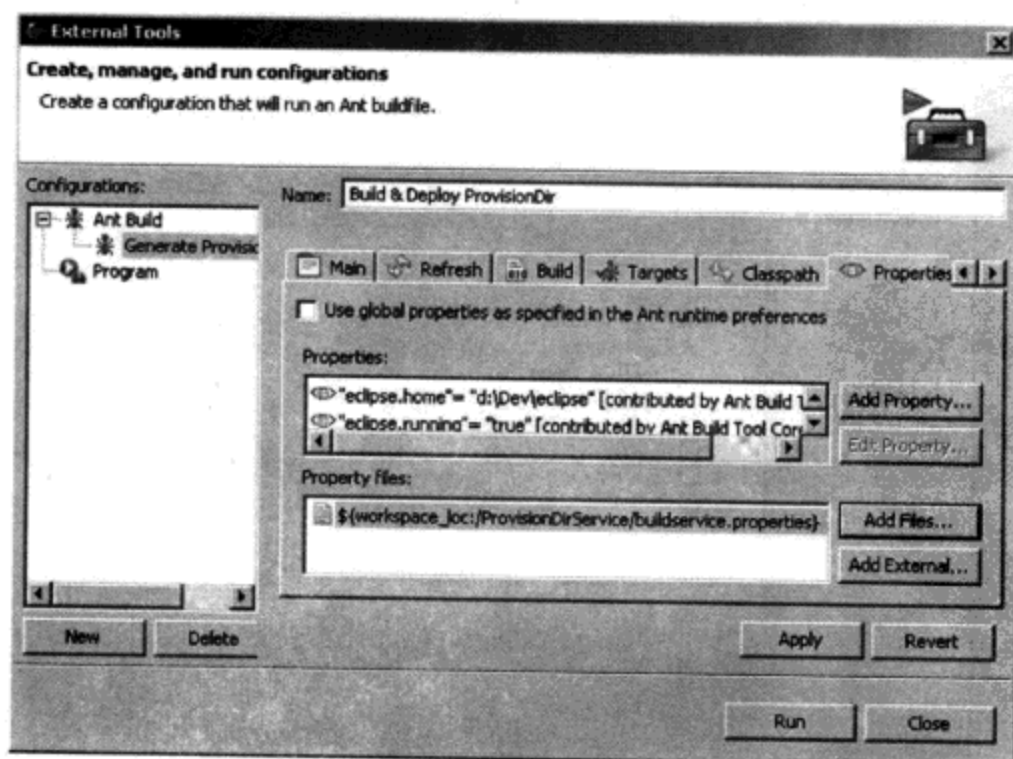 External Tools
Create, manage, and run configurations
Create a configuration that will run an Ant buildfile.
Configurations:
Ant Build
Generate Provisic
Program
New
Delete
Name: Build & Deploy ProvisionDir
Main
Refresh
Build
Targets
Classpath
Properties
Use global properties as specified in the Ant runtime preferences
Properties:
"eclipse.home"= "d:\Dev\eclipse" [contributed by Ant Build T
"eclipse.running"= "true" [contributed by Ant Build Tool Cor
Add Property...
Edit Property...
Property files:
${workspace_loc:/ProvisionDirService/buildservice.properties}
Add Files...
Add External...
Apply
Revert
Run
Close